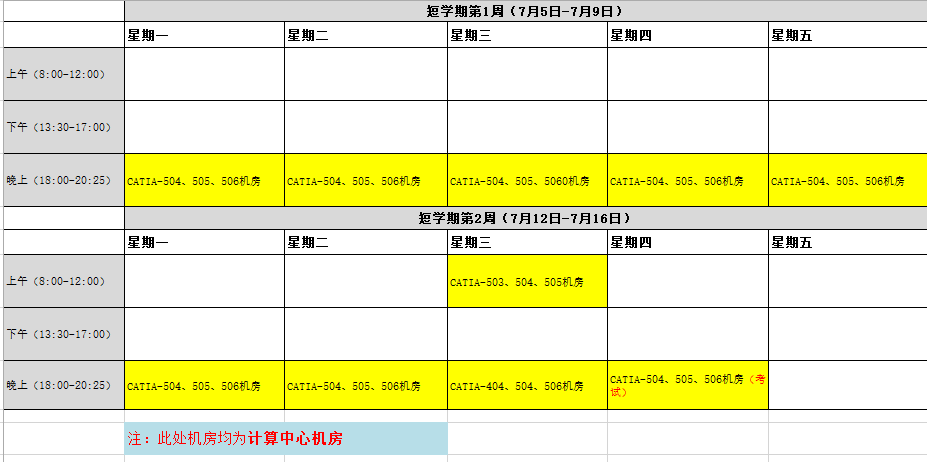 短学期第1周（7月5日-7月9日）
星期一 星期二 星期三 星期四 星期五
上午（8:00-12:00）
下午（13:30-17:00）
晚上（18:00-20:25） CATIA-504、505、506机房 CATIA-504、505、506机房 CATIA-504、505、5060机房 CATIA-504、505、506机房 CATIA-504、505、506机房
短学期第2周（7月12日-7月16日）
星期一 星期二 星期三 星期四 星期五
上午（8:00-12:00） CATIA-503、504、505机房
下午（13:30-17:00）
晚上（18:00-20:25） CATIA-504、505、506机房 CATIA-504、505、506机房 CATIA-404、504、506机房 CATIA-504、505、506机房（考
试）
注：此处机房均为计算中心机房